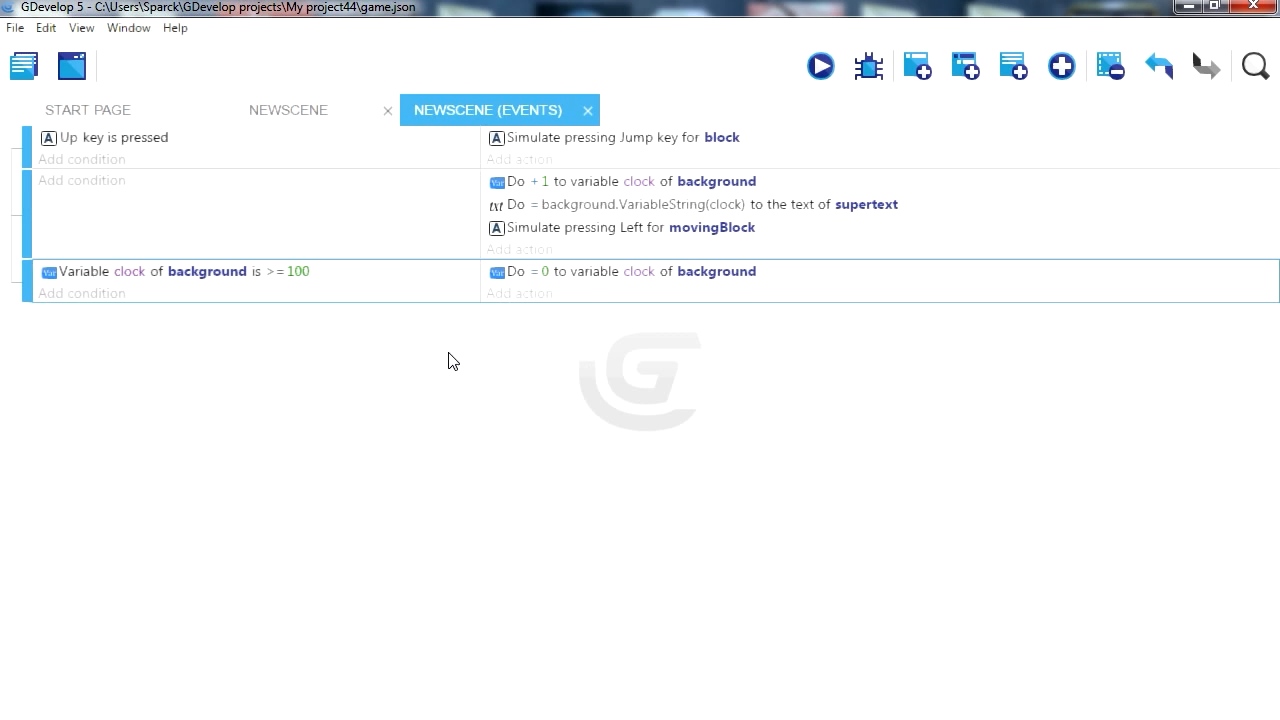 GDevelop 5 - C:\Users\Sparck\GDevelop projects\My project44\game.json
File Edit View Window Help
START PAGE NEWSCENE NEWSCENE (EVENTS)
A Up key is pressed
Add condition
A Simulate pressing Jump key for block
Add action
Add condition
Var Do + 1 to variable clock of background
txt Do = background.VariableString(clock) to the text of supertext
A Simulate pressing Left for movingBlock
Add action
Var Variable clock of background is >= 100
Add condition
Var Do = 0 to variable clock of background
Add action